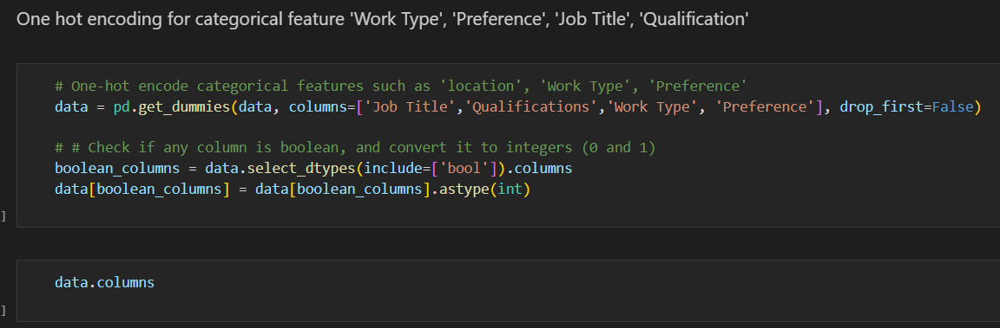 One hot encoding for categorical feature 'Work Type', 'Preference', 'Job Title', 'Qualification'
# One-hot encode categorical features such as 'location', 'Work Type', 'Preference'
data = pd.get_dummies(data, columns=['Job Title','Qualifications','Work Type', 'Preference'], drop_first=False)
# # Check if any column is boolean, and convert it to integers (0 and 1)
boolean_columns = data.select_dtypes(include=['bool']).columns
data[boolean_columns] = data[boolean_columns].astype(int)
]
data.columns
]